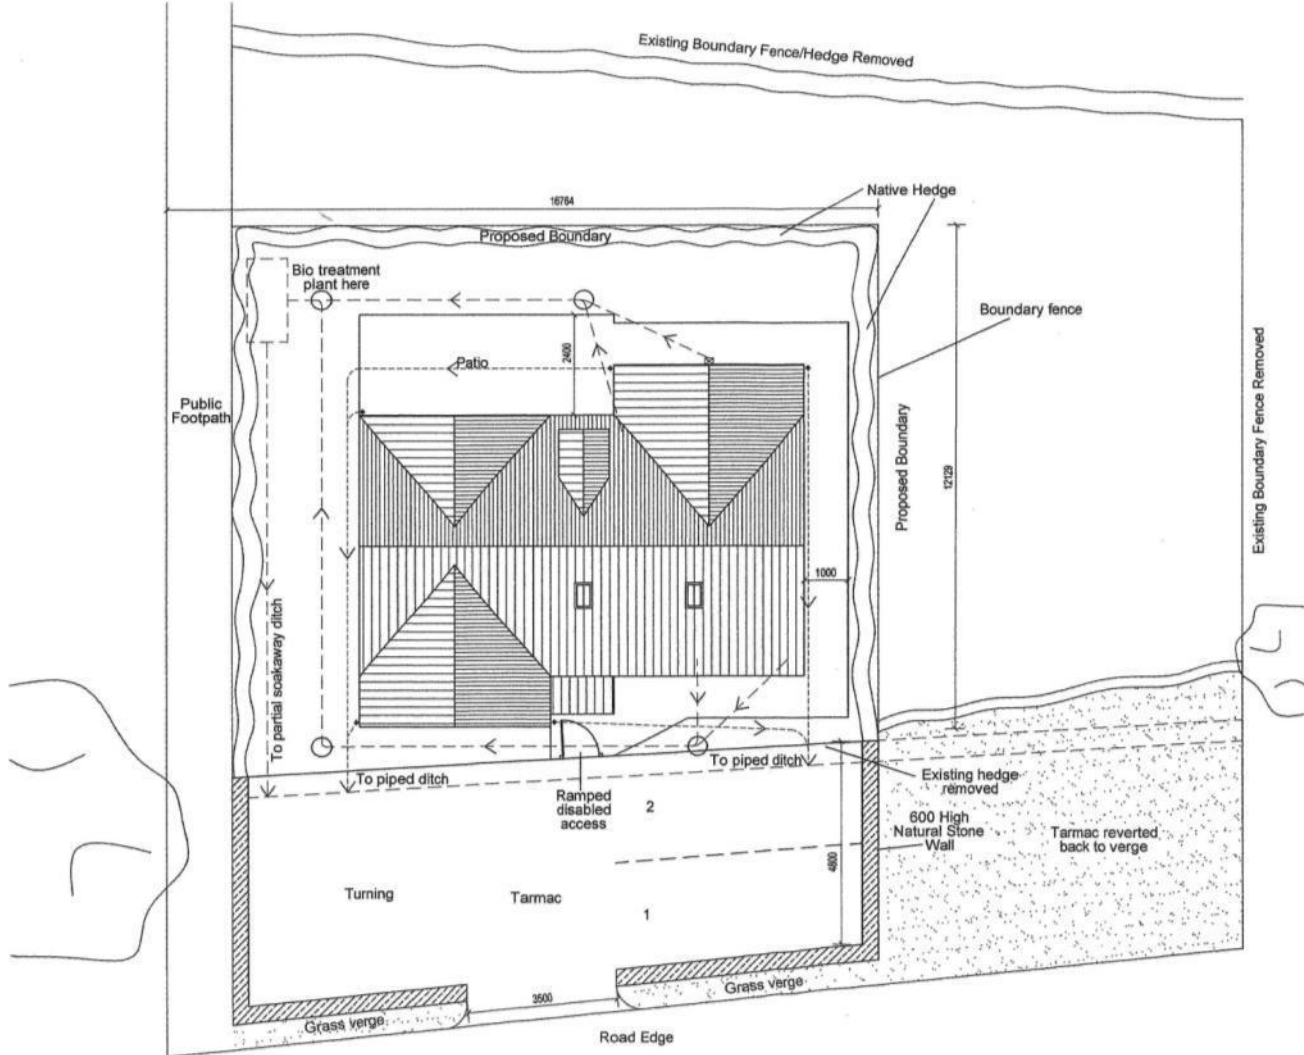 Existing Boundary Fence/Hedge Removed
Native Hedge
16764
Proposed Boundary
Bio treatment
plant here
Boundary fence
2400
Patio
Public
Footpath
Proposed Boundary
12129
Existing Boundary Fence Removed
1000
To partial soakaway ditch
To piped ditch
To piped ditch
Ramped
disabled
access
2
Existing hedge
removed
600 High
Natural Stone
Wall
Tarmac reverted
back to verge
4800
Turning
Tarmac
1
Grass verge
3500
Grass verge
Road Edge